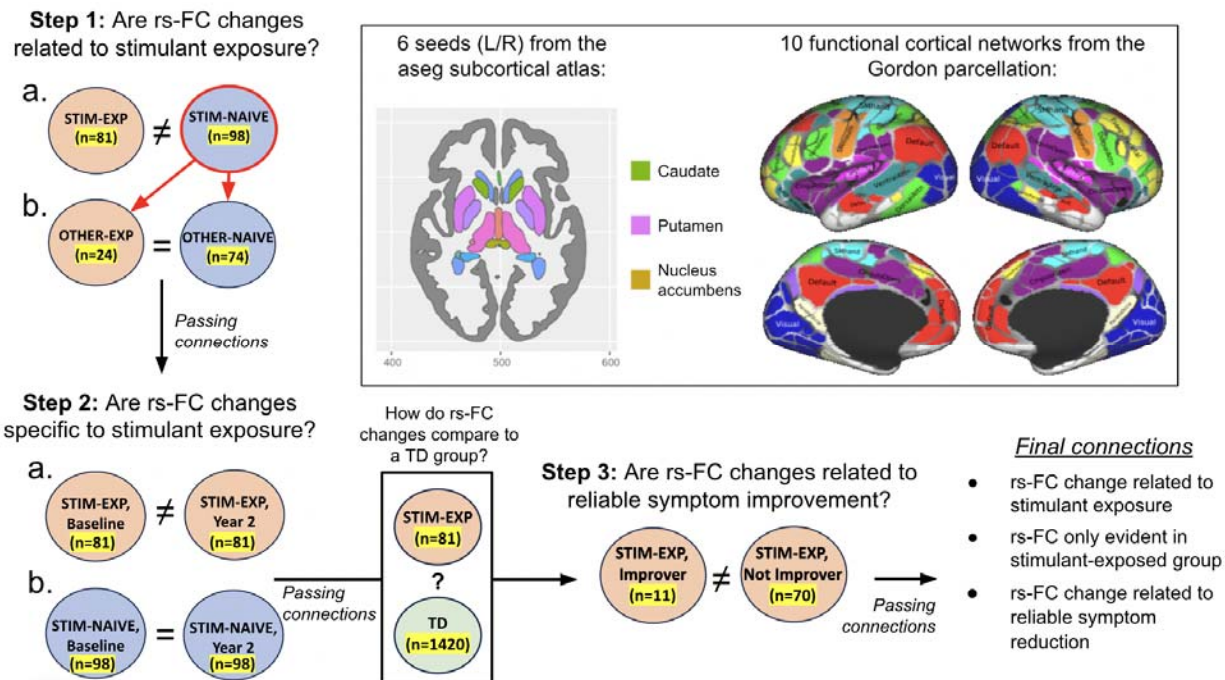 Step 1: Are rs-FC changes
related to stimulant exposure?
a.
STIM-EXP
(n=81)
≠
STIM-NAIVE
(n=98)
b.
OTHER-EXP
(n=24)
=
OTHER-NAIVE
(n=74)
Passing
connections
6 seeds (L/R) from the
aseg subcortical atlas:
400
500
600
Caudate
Putamen
Nucleus
accumbens
10 functional cortical networks from the
Gordon parcellation:
Default
Visual
Default
Visual
Default
Visual
Default
Visual
Step 2: Are rs-FC changes
specific to stimulant exposure?
a.
STIM-EXP,
Baseline
(n=81)
≠
STIM-EXP,
Year 2
(n=81)
b.
STIM-NAIVE,
Baseline
(n=98)
=
STIM-NAIVE,
Year 2
(n=98)
Passing
connections
How do rs-FC
changes compare to
a TD group?
STIM-EXP
(n=81)
?
TD
(n=1420)
Step 3: Are rs-FC changes related to
reliable symptom improvement?
STIM-EXP,
Improver
(n=11)
≠
STIM-EXP,
Not Improver
(n=70)
Passing
connections
Final connections
● rs-FC change related to
stimulant exposure
● rs-FC only evident in
stimulant-exposed group
● rs-FC change related to
reliable symptom
reduction